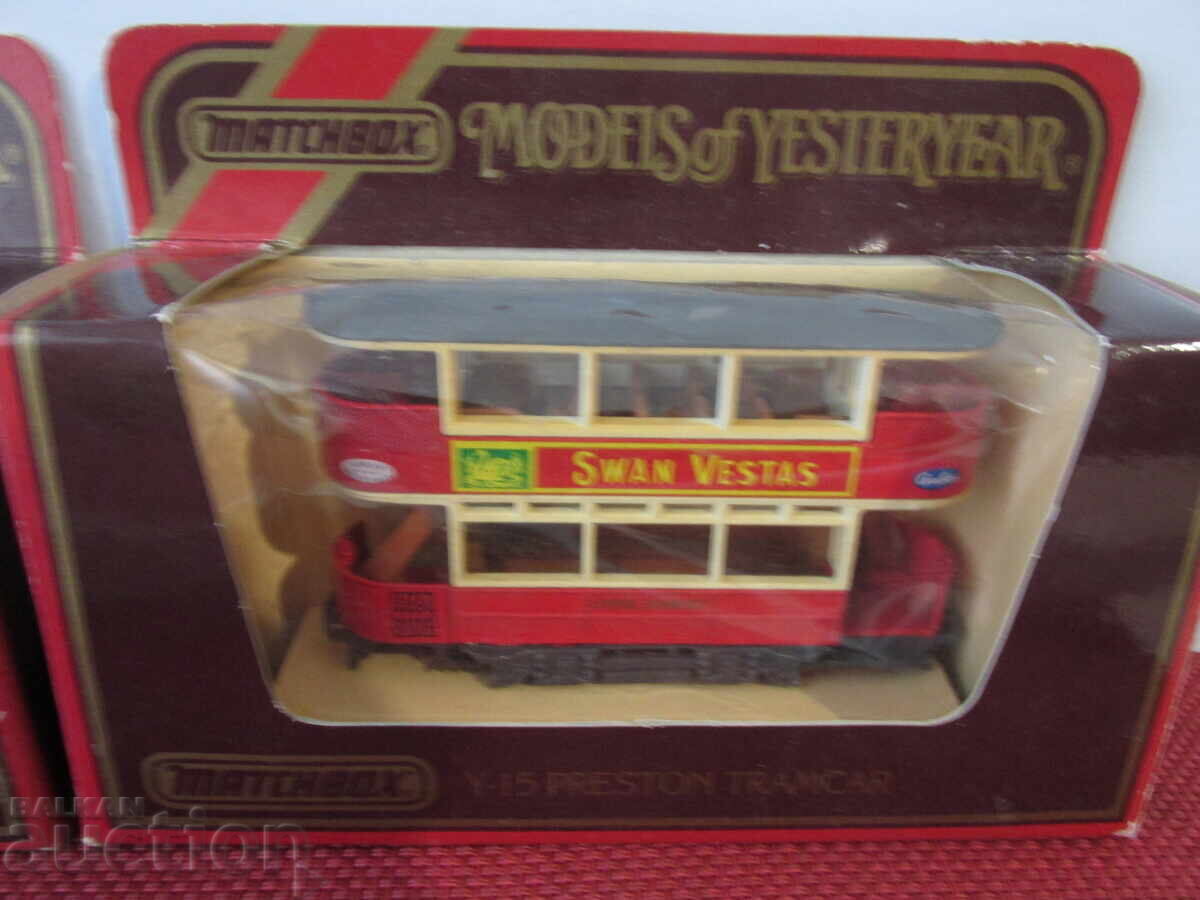 MATCHBOX
MODELS of YESTERYEAR®
SWAN VESTAS
MATCHBOX
Y-15 PRESTON TRAMCAR
BALKAN
auction